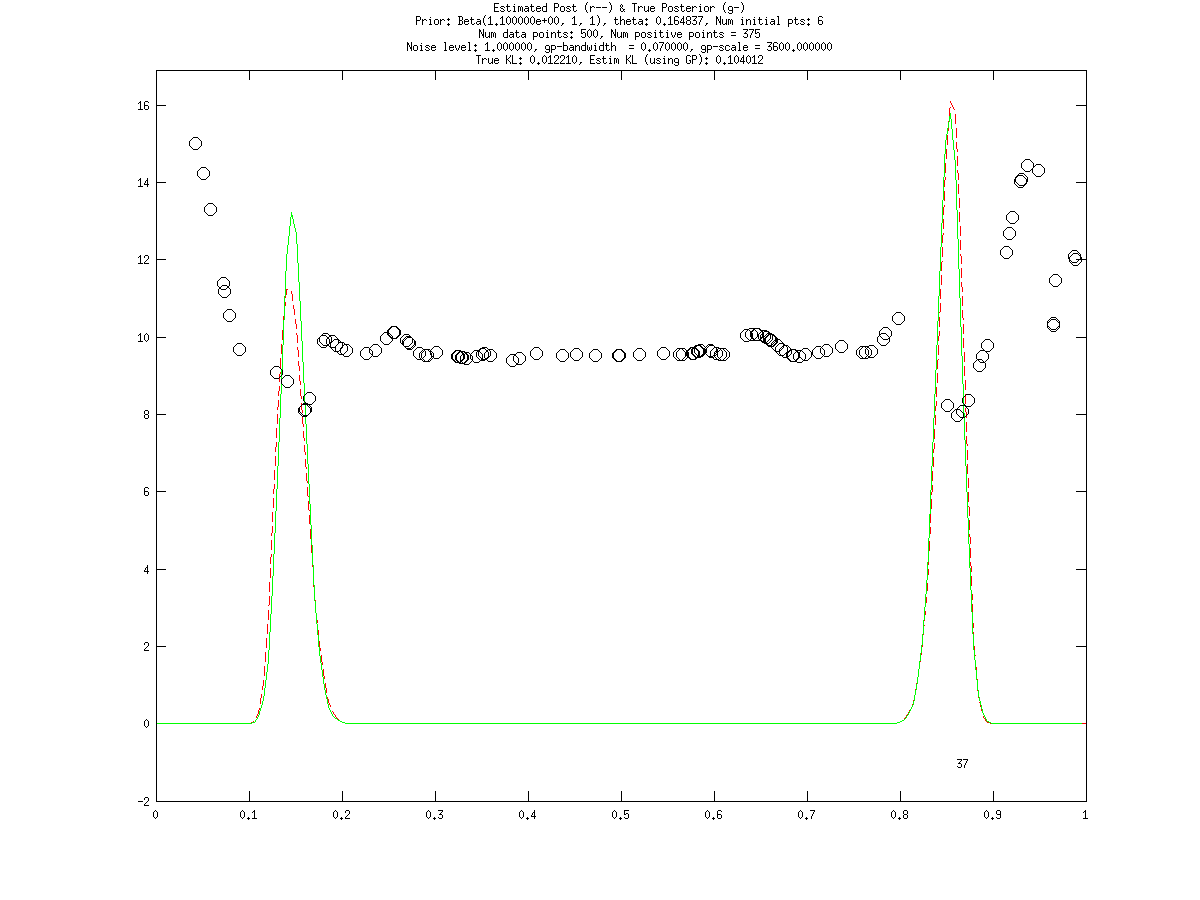 Estimated Post (r--) & True Posterior (g-)
Prior: Beta(1.100000e+00, 1, 1), theta: 0.164837, Num initial pts: 6
Num data points: 500, Num positive points = 375
Noise level: 1.000000, gp-bandwidth  = 0.070000, gp-scale = 3600.000000
True KL: 0.012210, Estim KL (using GP): 0.104012
16
14
12
10
8
6
4
2
0
-2
37
0 0.1 0.2 0.3 0.4 0.5 0.6 0.7 0.8 0.9 1